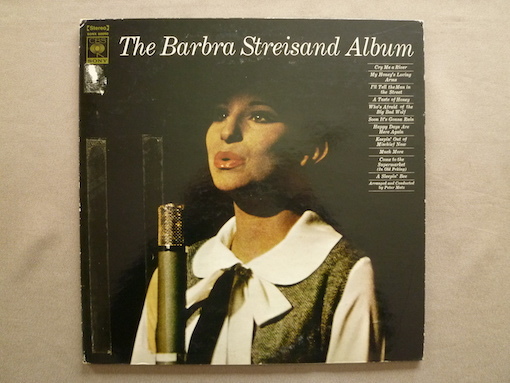 Stereo
CBS
SONY
The Barbra Streisand Album
Cry Me a River
My Honey's Loving
Arms
I'll Tell the Man in
the Street
A Taste of Honey
Who's Afraid of the
Big Bad Wolf
Soon It's Gonna Rain
Happy Days Are
Here Again
Keepin' Out of
Mischief Now
Much More
Come to the
Supermarket
(In Old Peking)
A Sleepin' Bee
Arranged and Conducted
by Peter Matz